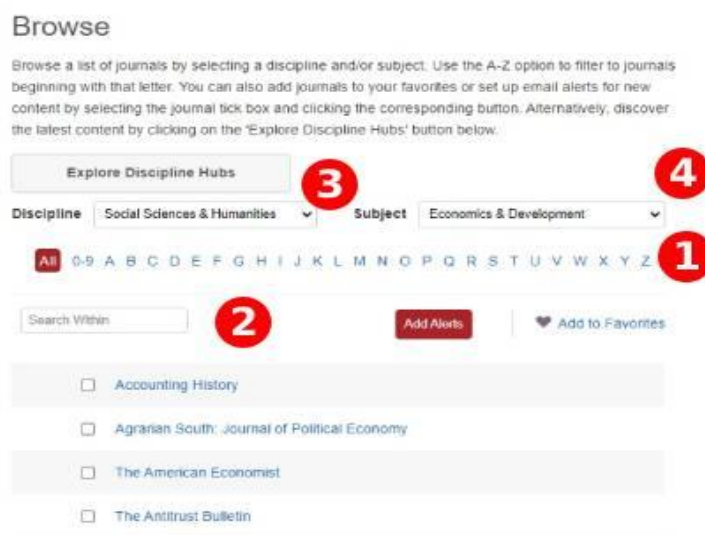 Browse
Browse a list of journals by selecting a discipline and/or subject. Use the A-Z option to filter to journals
beginning with that letter. You can also add journals to your favorites or set up email alerts for new
content by selecting the journal tick box and clicking the corresponding button. Alternatively, discover
the latest content by clicking on the 'Explore Discipline Hubs' button below.
Explore Discipline Hubs
3
4
Discipline Social Sciences & Humanities Subject Economics & Development
All 0-9 A B C D E F G H I J K L M N O P Q R S T U V W X Y Z
1
Search Within
2
Add Alerts
Add to Favorites
Accounting History
Agrarian South: Journal of Political Economy
The American Economist
The Antitrust Bulletin